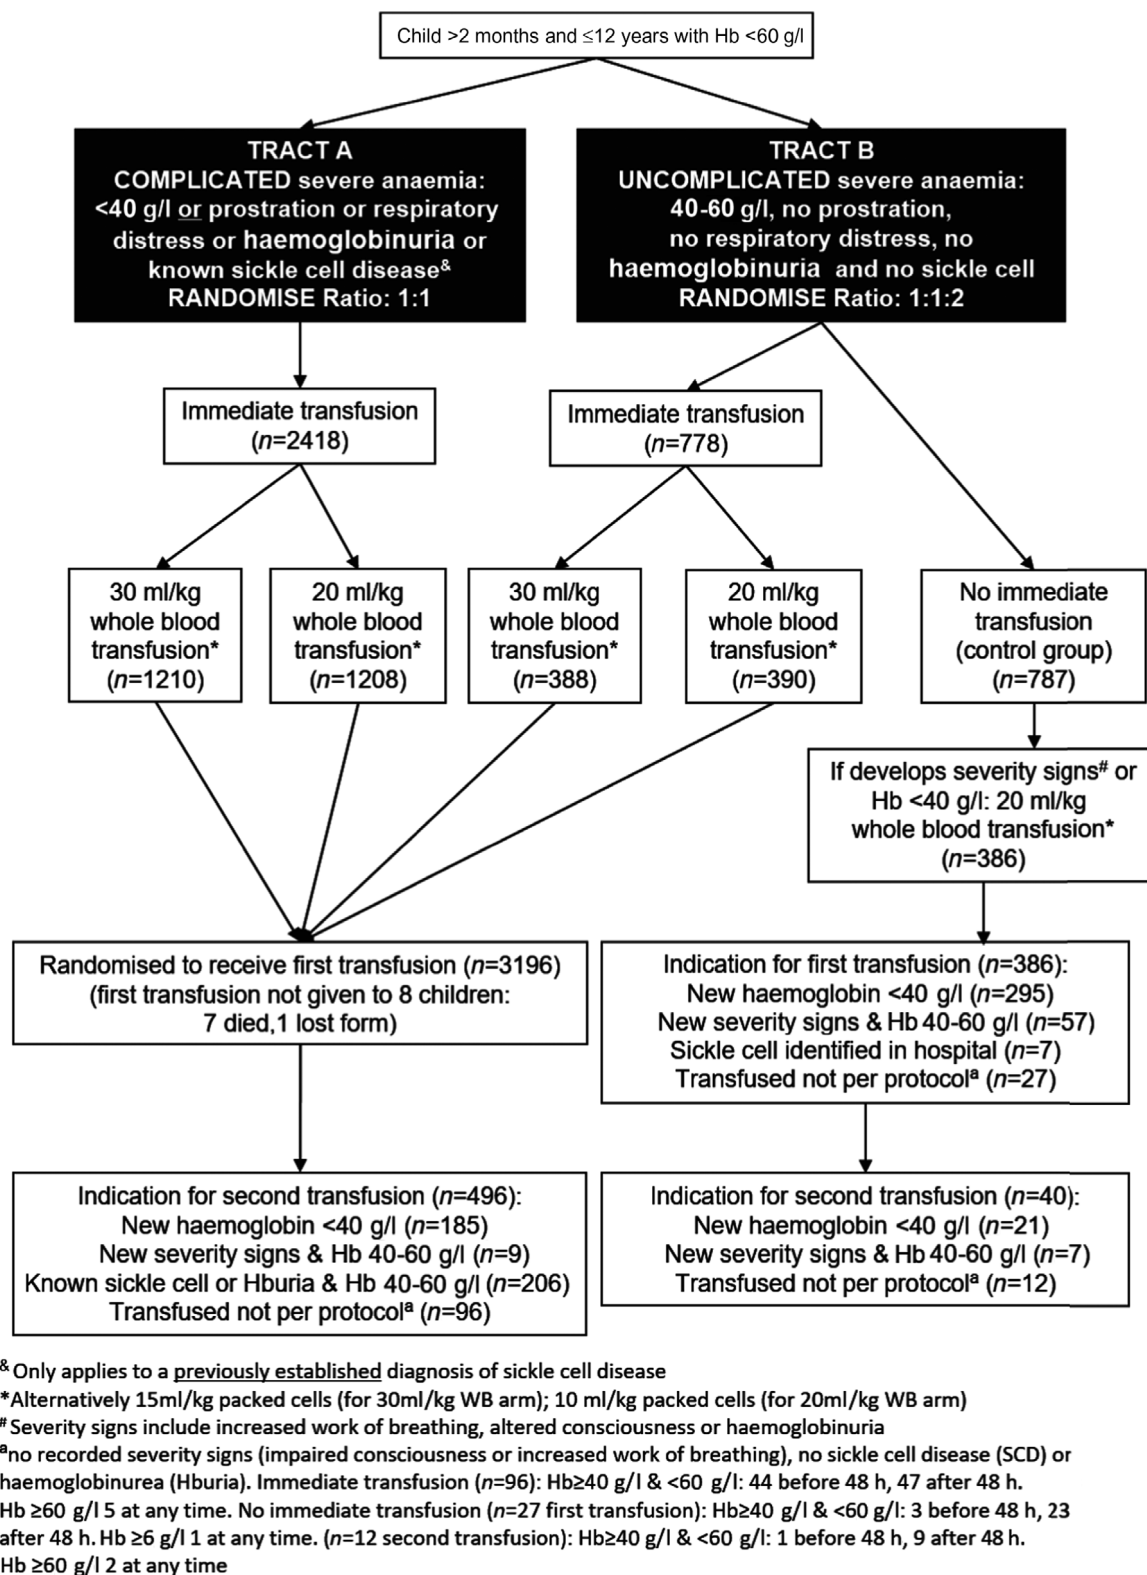 Child >2 months and ≤12 years with Hb <60 g/l
TRACT A
COMPLICATED severe anaemia:
<40 g/l or prostration or respiratory
distress or haemoglobinuria or
known sickle cell disease&
RANDOMISE Ratio: 1:1
TRACT B
UNCOMPLICATED severe anaemia:
40-60 g/l, no prostration,
no respiratory distress, no
haemoglobinuria and no sickle cell
RANDOMISE Ratio: 1:1:2
Immediate transfusion
(n=2418)
Immediate transfusion
(n=778)
30 ml/kg
whole blood
transfusion*
(n=1210)
20 ml/kg
whole blood
transfusion*
(n=1208)
30 ml/kg
whole blood
transfusion*
(n=388)
20 ml/kg
whole blood
transfusion*
(n=390)
No immediate
transfusion
(control group)
(n=787)
If develops severity signs# or
Hb <40 g/l: 20 ml/kg
whole blood transfusion*
(n=386)
Randomised to receive first transfusion (n=3196)
(first transfusion not given to 8 children:
7 died,1 lost form)
Indication for first transfusion (n=386):
New haemoglobin <40 g/l (n=295)
New severity signs & Hb 40-60 g/l (n=57)
Sickle cell identified in hospital (n=7)
Transfused not per protocola (n=27)
Indication for second transfusion (n=496):
New haemoglobin <40 g/l (n=185)
New severity signs & Hb 40-60 g/l (n=9)
Known sickle cell or Hburia & Hb 40-60 g/l (n=206)
Transfused not per protocola (n=96)
Indication for second transfusion (n=40):
New haemoglobin <40 g/l (n=21)
New severity signs & Hb 40-60 g/l (n=7)
Transfused not per protocola (n=12)
& Only applies to a previously established diagnosis of sickle cell disease
*Alternatively 15ml/kg packed cells (for 30ml/kg WB arm); 10 ml/kg packed cells (for 20ml/kg WB arm)
# Severity signs include increased work of breathing, altered consciousness or haemoglobinuria
ano recorded severity signs (impaired consciousness or increased work of breathing), no sickle cell disease (SCD) or
haemoglobinurea (Hburia). Immediate transfusion (n=96): Hb≥40 g/l & <60 g/l: 44 before 48 h, 47 after 48 h.
Hb ≥60 g/l 5 at any time. No immediate transfusion (n=27 first transfusion): Hb≥40 g/l & <60 g/l: 3 before 48 h, 23
after 48 h. Hb ≥6 g/l 1 at any time. (n=12 second transfusion): Hb≥40 g/l & <60 g/l: 1 before 48 h, 9 after 48 h.
Hb ≥60 g/l 2 at any time